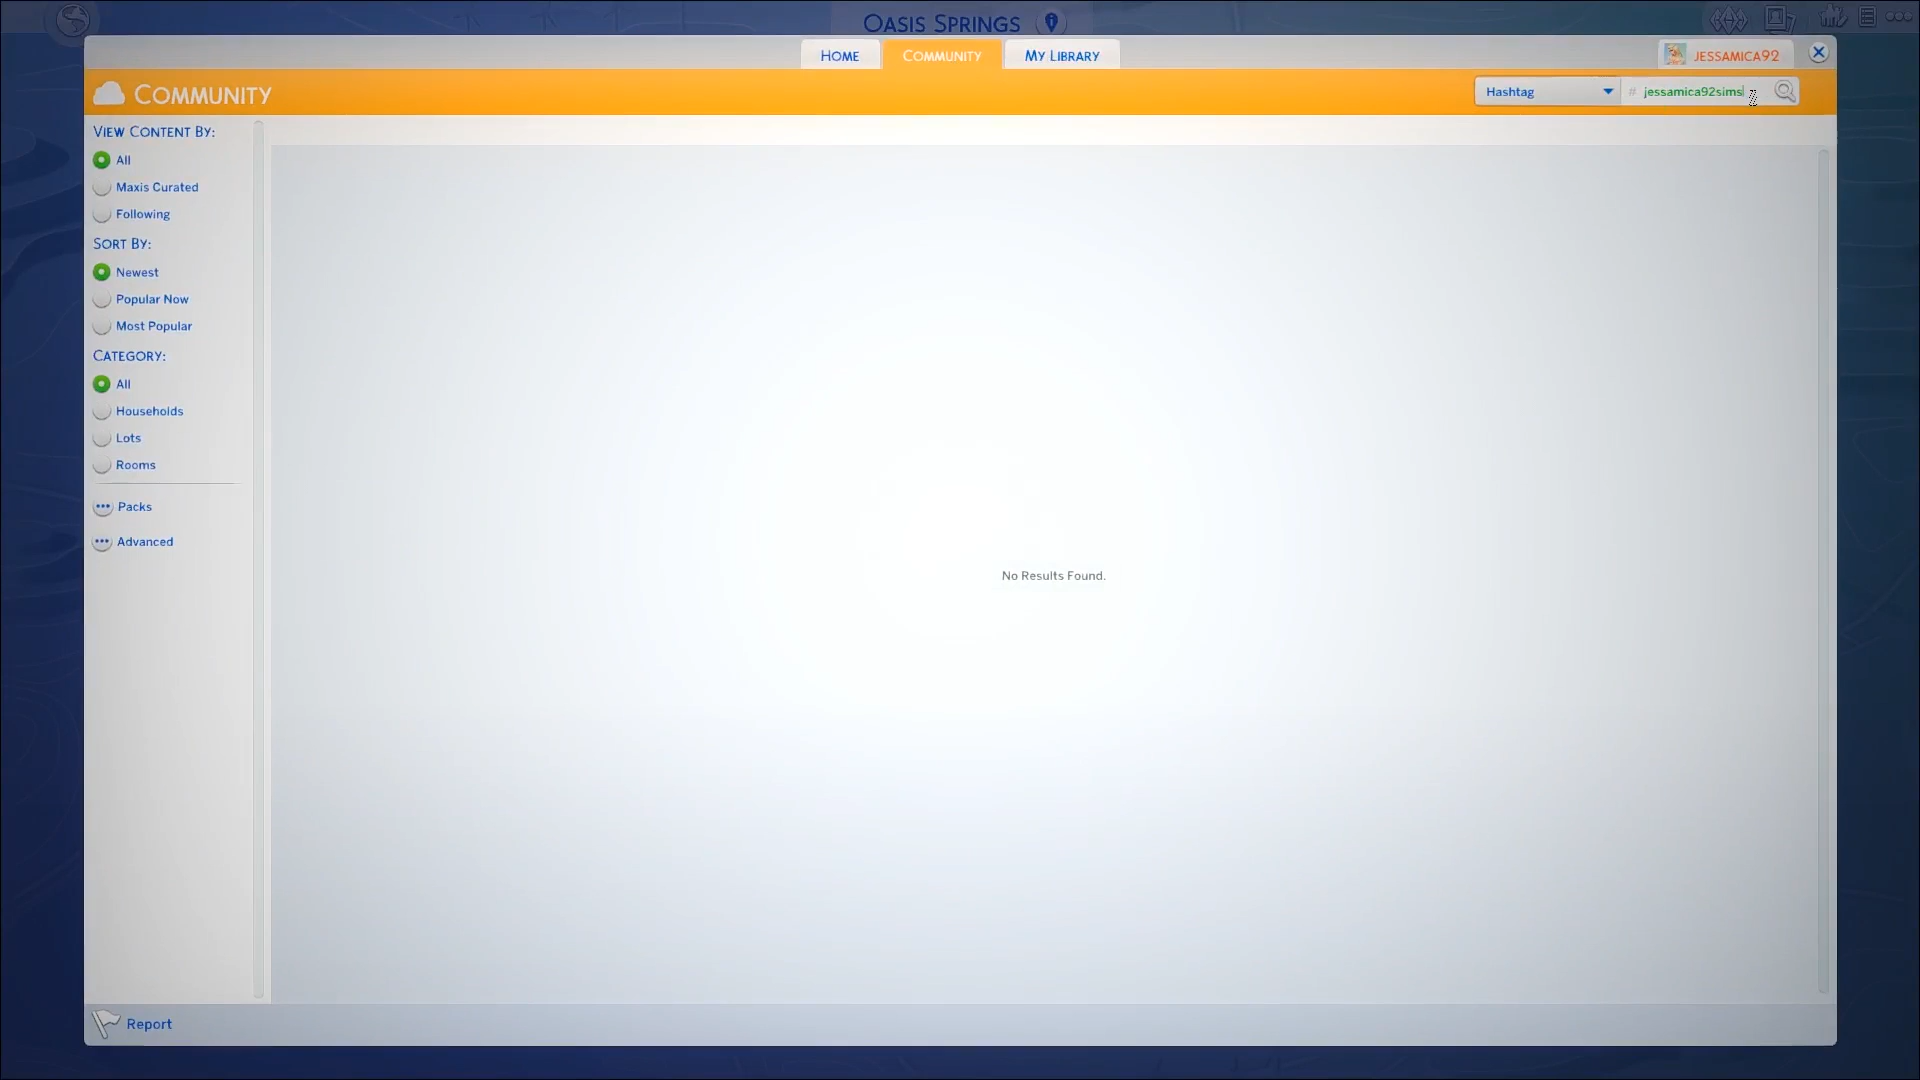 Oasis Springs
Home
Community
My Library
JESSAMICA92
Community
Hashtag
# jessamica92sims
View Content By:
All
Maxis Curated
Following
Sort By:
Newest
Popular Now
Most Popular
Category:
All
Households
Lots
Rooms
Packs
Advanced
No Results Found.
Report